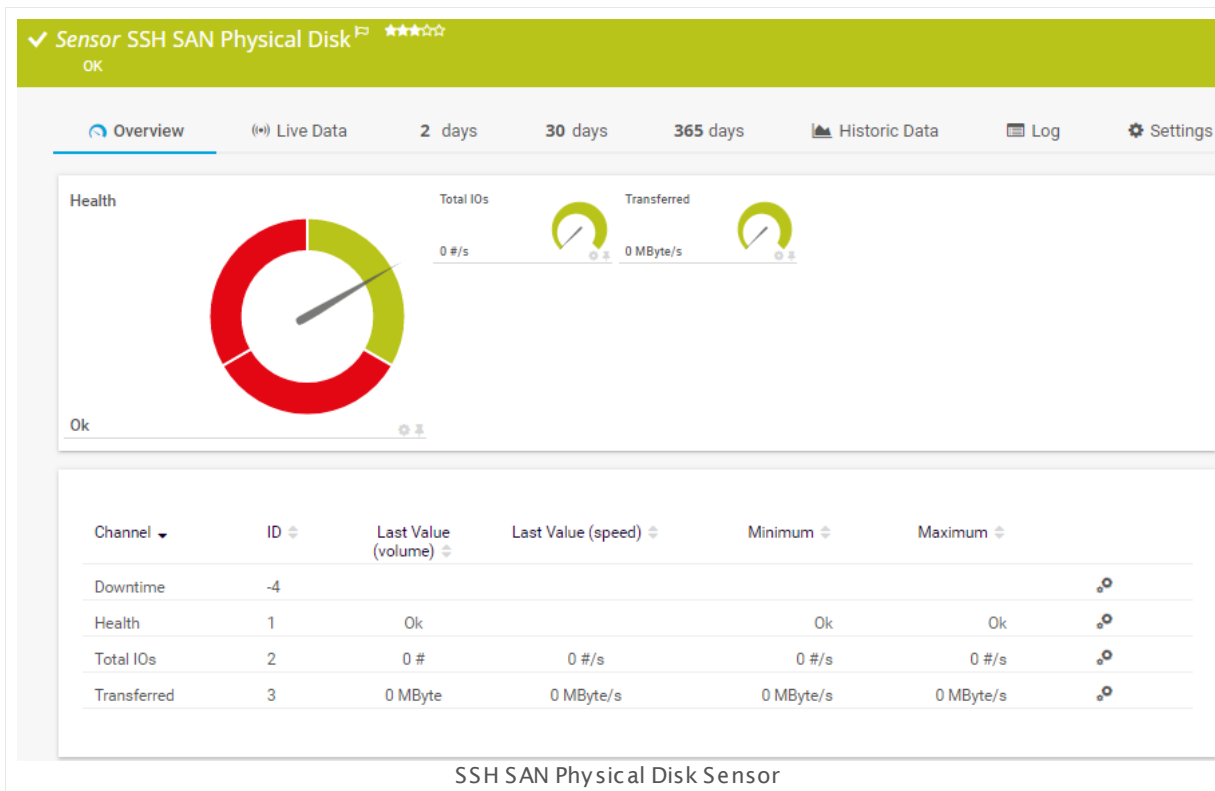 Sensor SSH SAN Physical Disk
OK
Overview
Live Data
2 days
30 days
365 days
Historic Data
Log
Settings
Health
Ok
Total IOs
0 #/s
Transferred
0 MByte/s
Channel ID Last Value (volume) Last Value (speed) Minimum Maximum
Downtime -4
Health 1 Ok Ok Ok
Total IOs 2 0 # 0 #/s 0 #/s 0 #/s
Transferred 3 0 MByte 0 MByte/s 0 MByte/s 0 MByte/s
SSH SAN Physical Disk Sensor